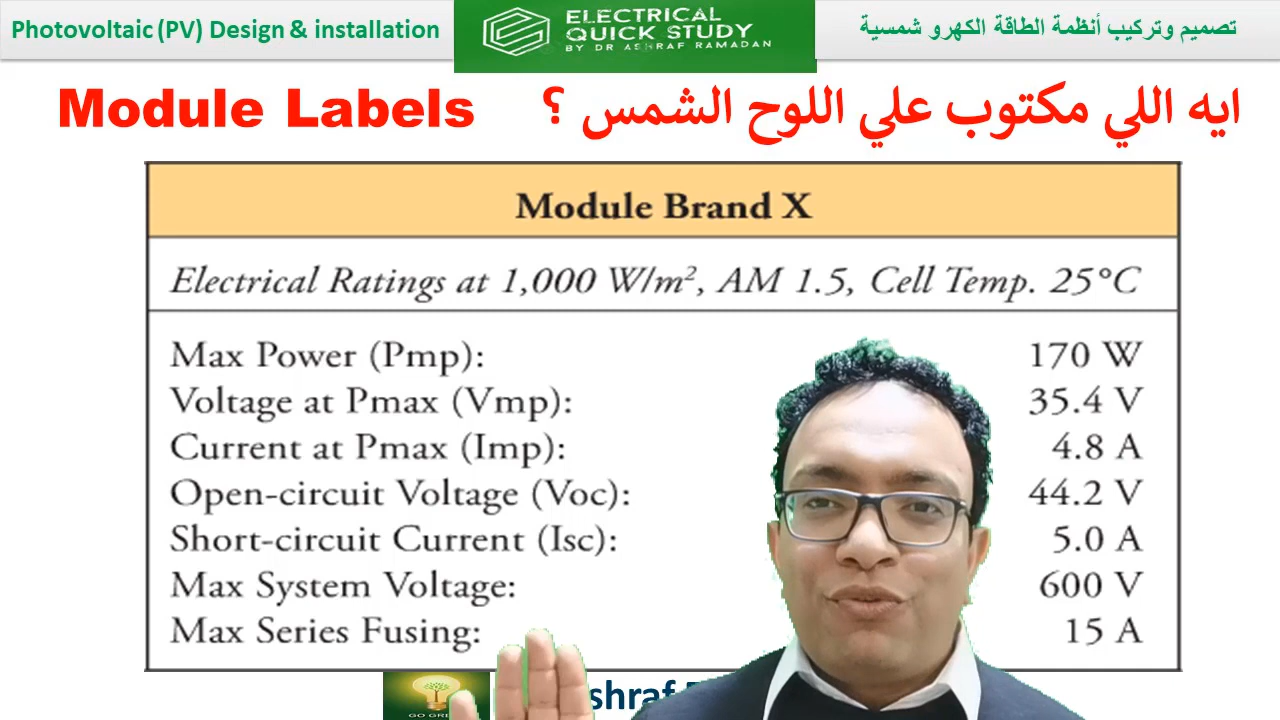 Photovoltaic (PV) Design & installation
ELECTRICAL
QUICK STUDY
BY DR ASHRAF RAMADAN
تصميم وتركيب أنظمة الطاقة الكهرو شمسية
Module Labels
ايه اللي مكتوب علي اللوح الشمس ؟
Module Brand X
Electrical Ratings at 1,000 W/m², AM 1.5, Cell Temp. 25°C
Max Power (Pmp): 170 W
Voltage at Pmax (Vmp): 35.4 V
Current at Pmax (Imp): 4.8 A
Open-circuit Voltage (Voc): 44.2 V
Short-circuit Current (Isc): 5.0 A
Max System Voltage: 600 V
Max Series Fusing: 15 A